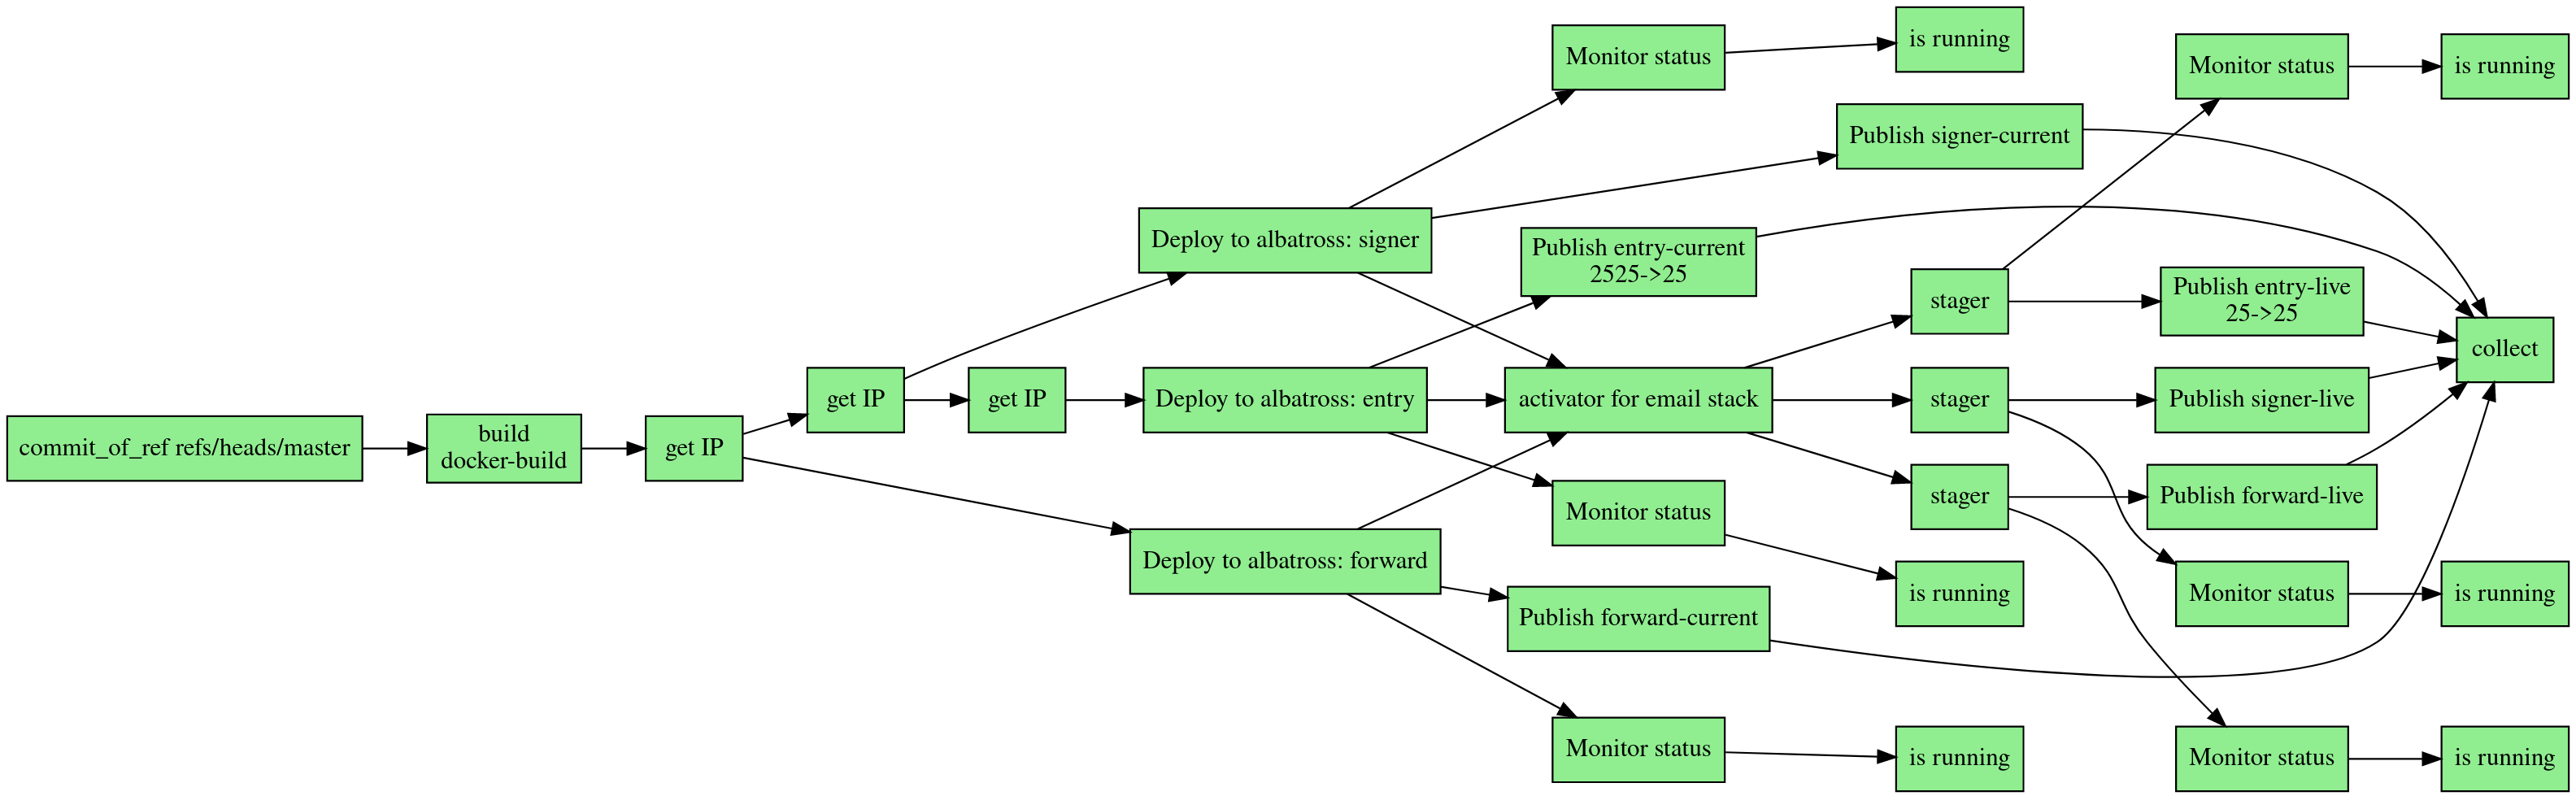 commit_of_ref refs/heads/master
build
docker-build
get IP
get IP
get IP
Deploy to albatross: signer
Deploy to albatross: entry
Deploy to albatross: forward
Monitor status
Publish entry-current
2525->25
activator for email stack
Monitor status
Publish forward-current
Monitor status
is running
Publish signer-current
stager
stager
stager
is running
is running
Monitor status
Publish entry-live
25->25
Publish signer-live
Publish forward-live
Monitor status
Monitor status
is running
collect
is running
is running